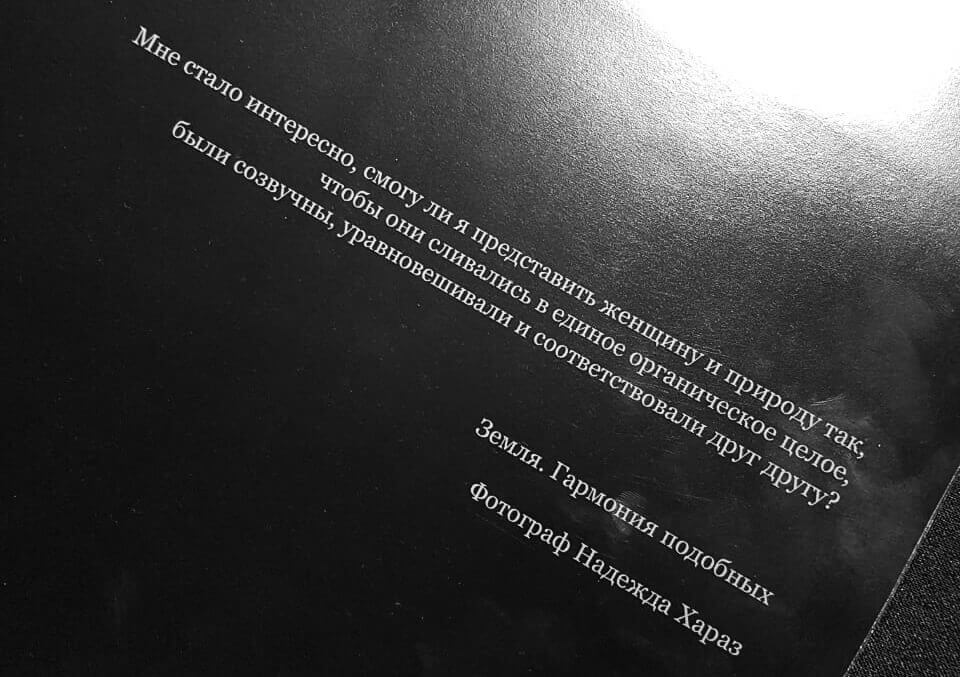 Мне стало интересно, смогу ли я представить женщину и природу так,
чтобы они сливались в единое органическое целое,
были созвучны, уравновешивали и соответствовали друг другу?
Земля. Гармония подобных
Фотограф Надежда Хараз